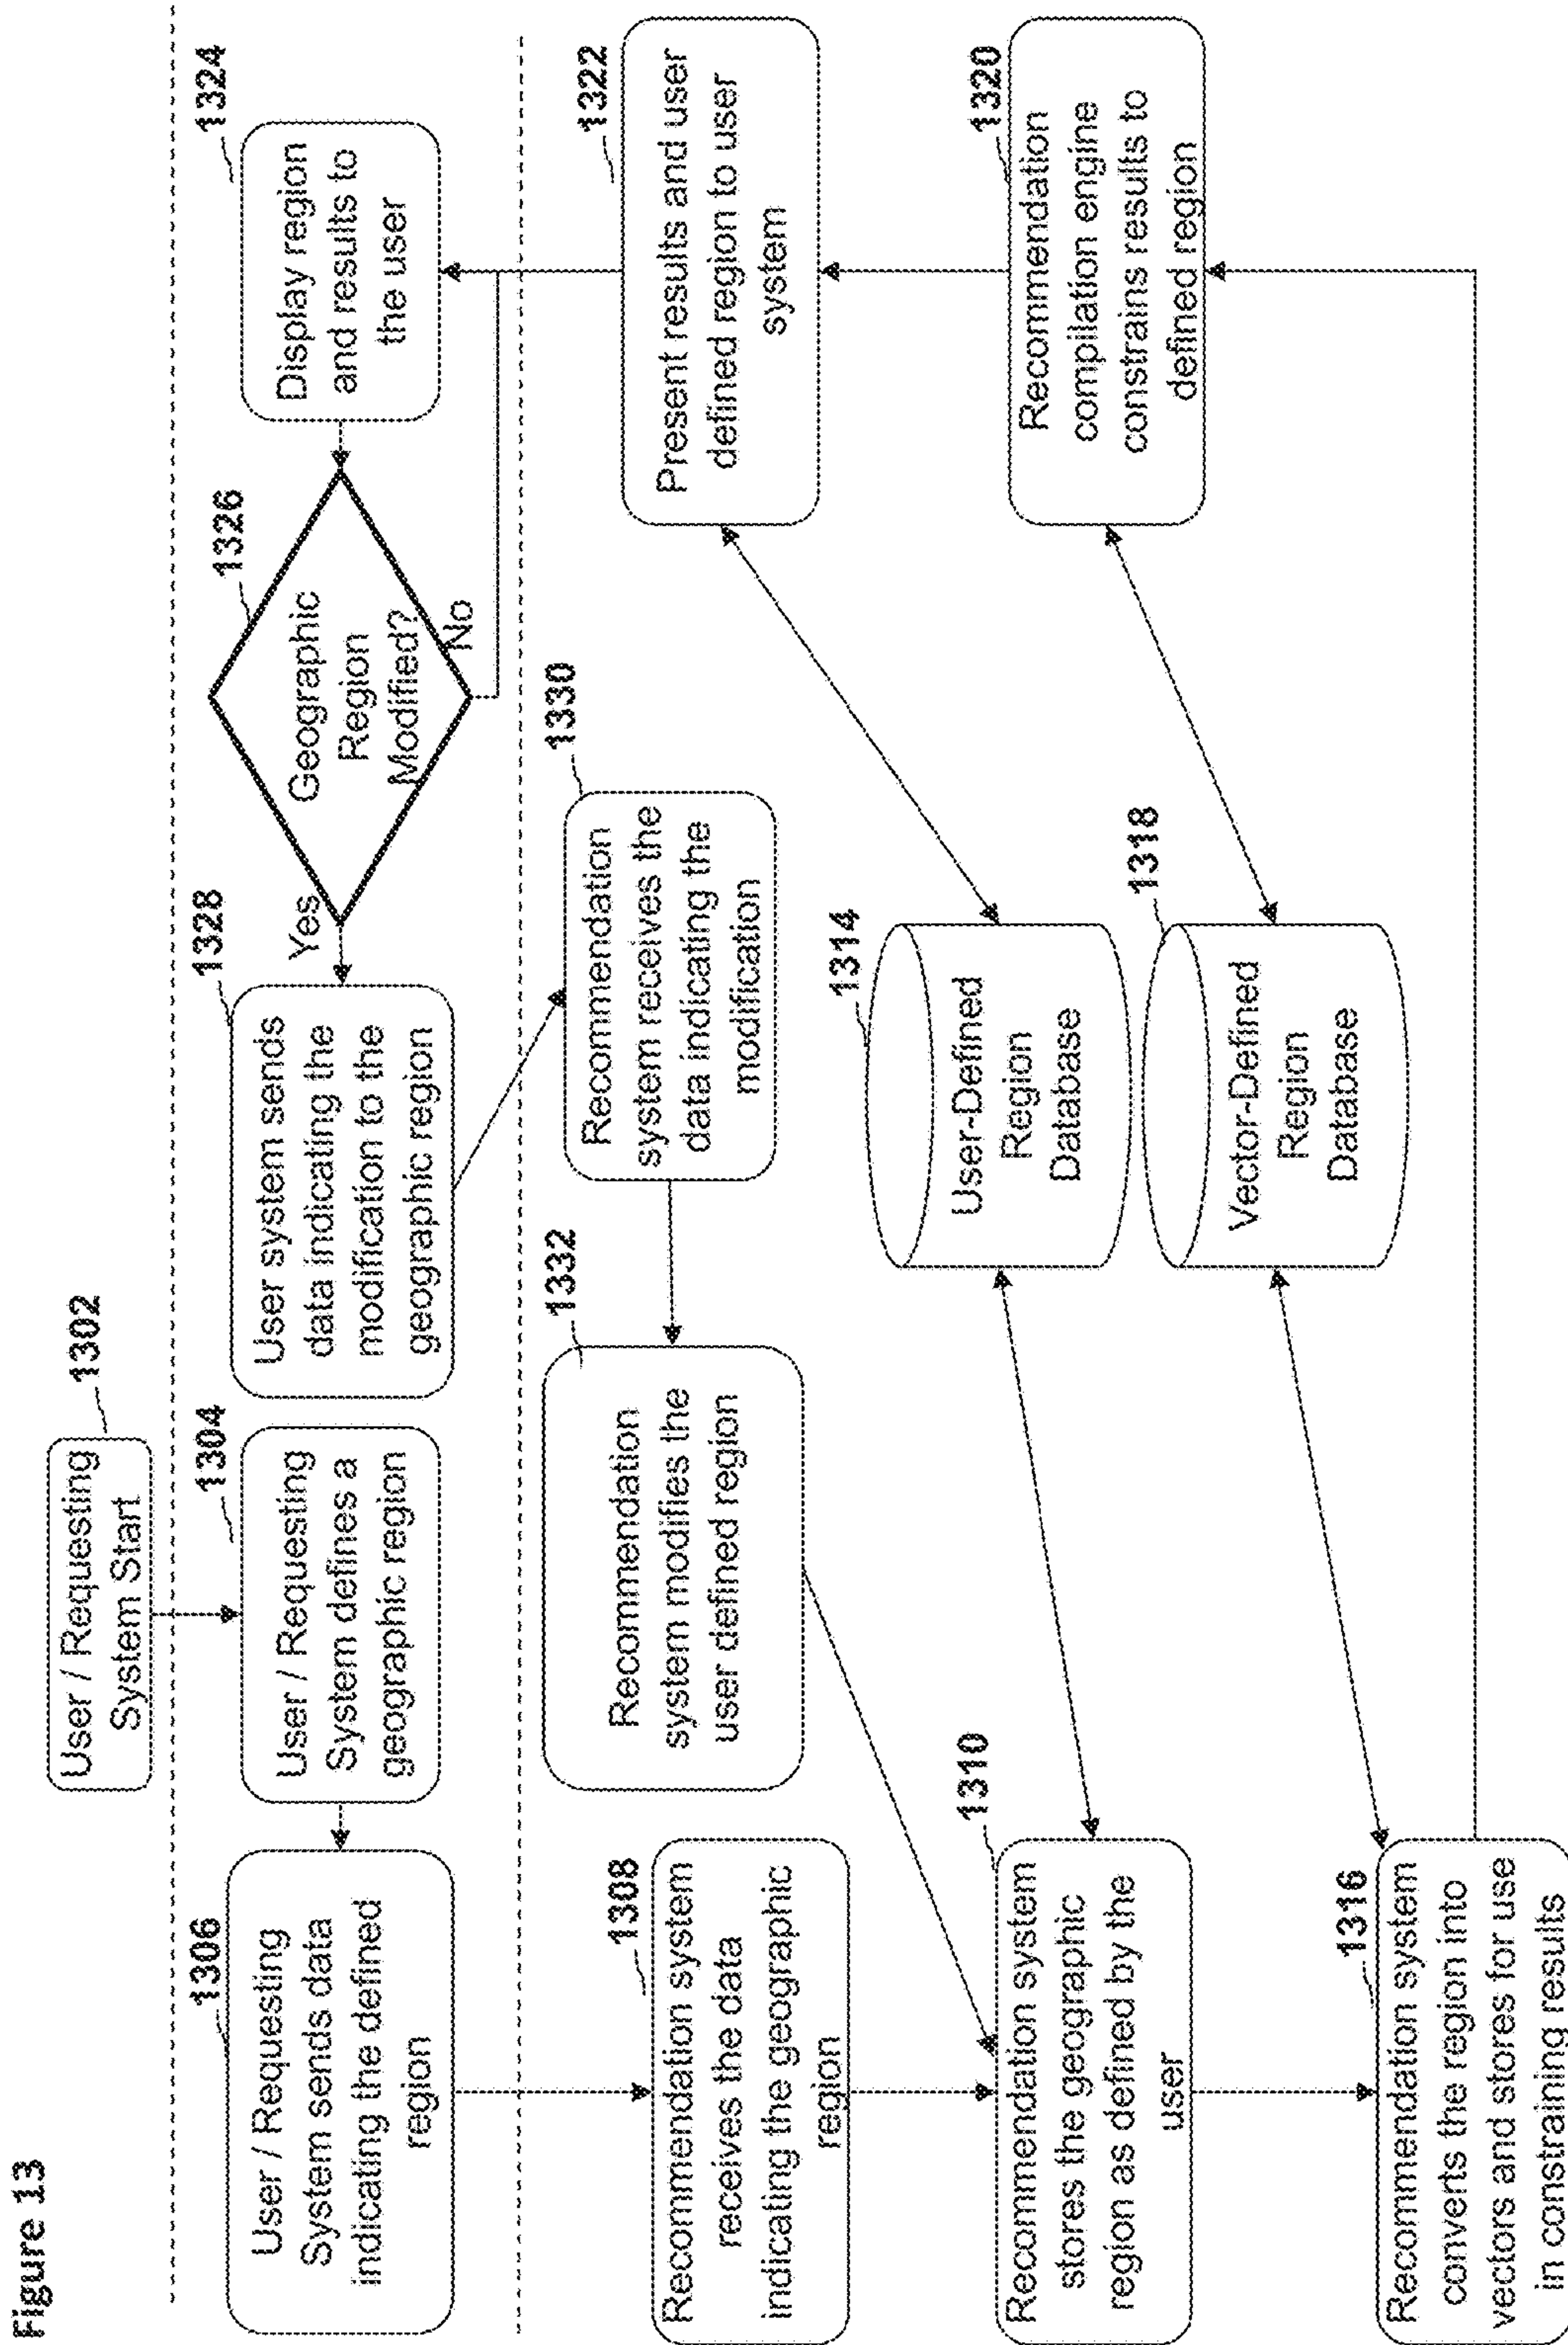 Figure 13
User / Requesting
System Start
1302
1306
User / Requesting
System sends data
indicating the defined
region
1304
User / Requesting
System defines a
geographic region
1328
User system sends
data indicating the
modification to the
geographic region
Yes
1326
Geographic
Region
Modified?
No
1324
Display region
and results to
the user
1308
Recommendation system
receives the data
indicating the geographic
region
1332
Recommendation
system modifies the
user defined region
1330
Recommendation
system receives the
data indicating the
modification
1322
Present results and user
defined region to user
system
1310
Recommendation system
stores the geographic
region as defined by the
user
1314
User-Defined
Region
Database
1320
Recommendation
compilation engine
constrains results to
defined region
1316
Recommendation system
converts the region into
vectors and stores for use
in constraining results
1318
Vector-Defined
Region
Database